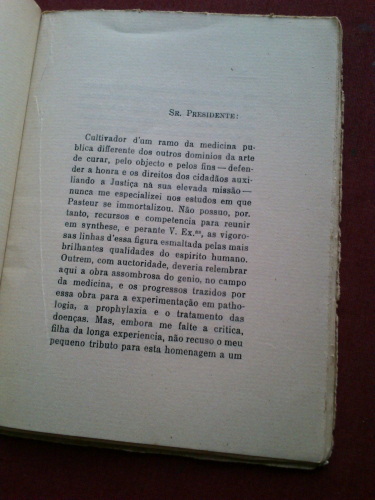 SR. PRESIDENTE:
Cultivador d'um ramo da medicina pu-
blica differente dos outros dominios da arte
de curar, pelo objecto e pelos fins — defen-
der a honra e os direitos dos cidadãos auxi-
liando a Justiça na sua elevada missão —
nunca me especializei nos estudos em que
Pasteur se immortalizou. Não possuo, por-
tanto, recursos e competencia para reunir
em synthese, e perante V. Ex.as, as vigoro-
sas linhas d'essa figura esmaltada pelas mais
brilhantes qualidades do espirito humano.
Outrem, com auctoridade, deveria relembrar
aqui a obra assombrosa do genio, no campo
da medicina, e os progressos trazidos por
essa obra para a experimentação em patho-
logia, a prophylaxia e o tratamento das
doenças. Mas, embora me falte a critica,
filha da longa experiencia, não recuso o meu
pequeno tributo para esta homenagem a um